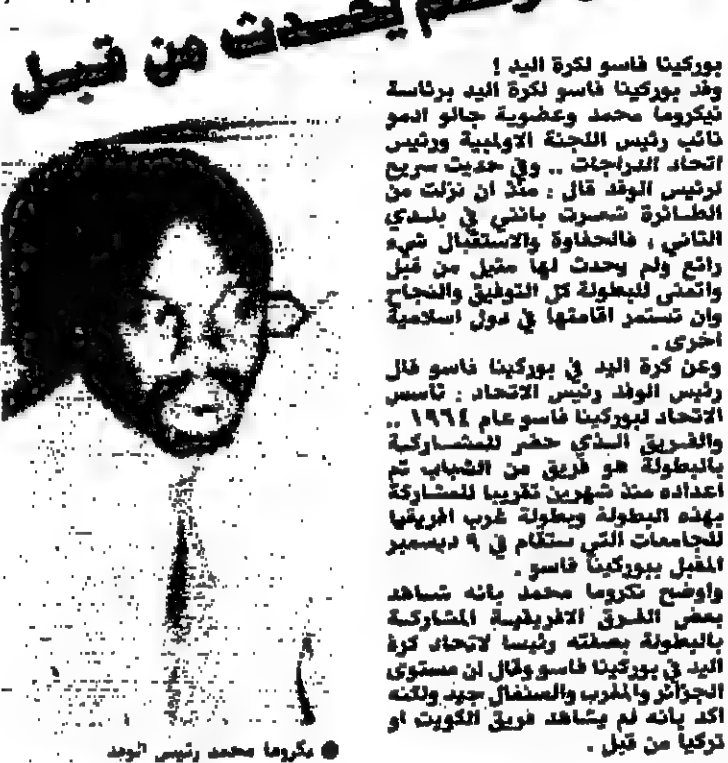 ولم يحدث من قبل
بوركينا فاسو لكرة اليد !
وفد بوركينا فاسو لكرة اليد برئاسة
نيكروما محمد وعضوية جالو ادمو
نائب رئيس اللجنة الاولمبية ورئيس
اتحاد الدراجات .. وفي حديث سريع
لرئيس الوفد قال : منذ ان نزلت من
الطائرة شعرت بانني في بلدي
الثاني ، فالحفاوة والاستقبال شيء
رائع ولم يحدث لها مثيل من قبل
واتمنى للبطولة كل التوفيق والنجاح
وان تستمر اقامتها في دول اسلامية
اخرى .
وعن كرة اليد في بوركينا فاسو قال
رئيس الوفد رئيس الاتحاد : تأسس
الاتحاد لبوركينا فاسو عام ١٩٦٤ ..
والفريق الذي حضر للمشاركة
بالبطولة هو فريق من الشباب تم
اعداده منذ شهرين تقريبا للمشاركة
بهذه البطولة وبطولة غرب افريقيا
للجامعات التي ستقام في ٩ ديسمبر
المقبل ببوركينا فاسو .
واوضح نكروما محمد بانه شاهد
بعض الفرق الافريقية المشاركة
بالبطولة بصفته رئيسا لاتحاد كرة
اليد في بوركينا فاسو وقال ان مستوى
الجزائر والمغرب والسنغال جيد ولكنه
اكد بانه لم يشاهد فريق الكويت او
تركيا من قبل .
● نكروما محمد رئيس الوفد